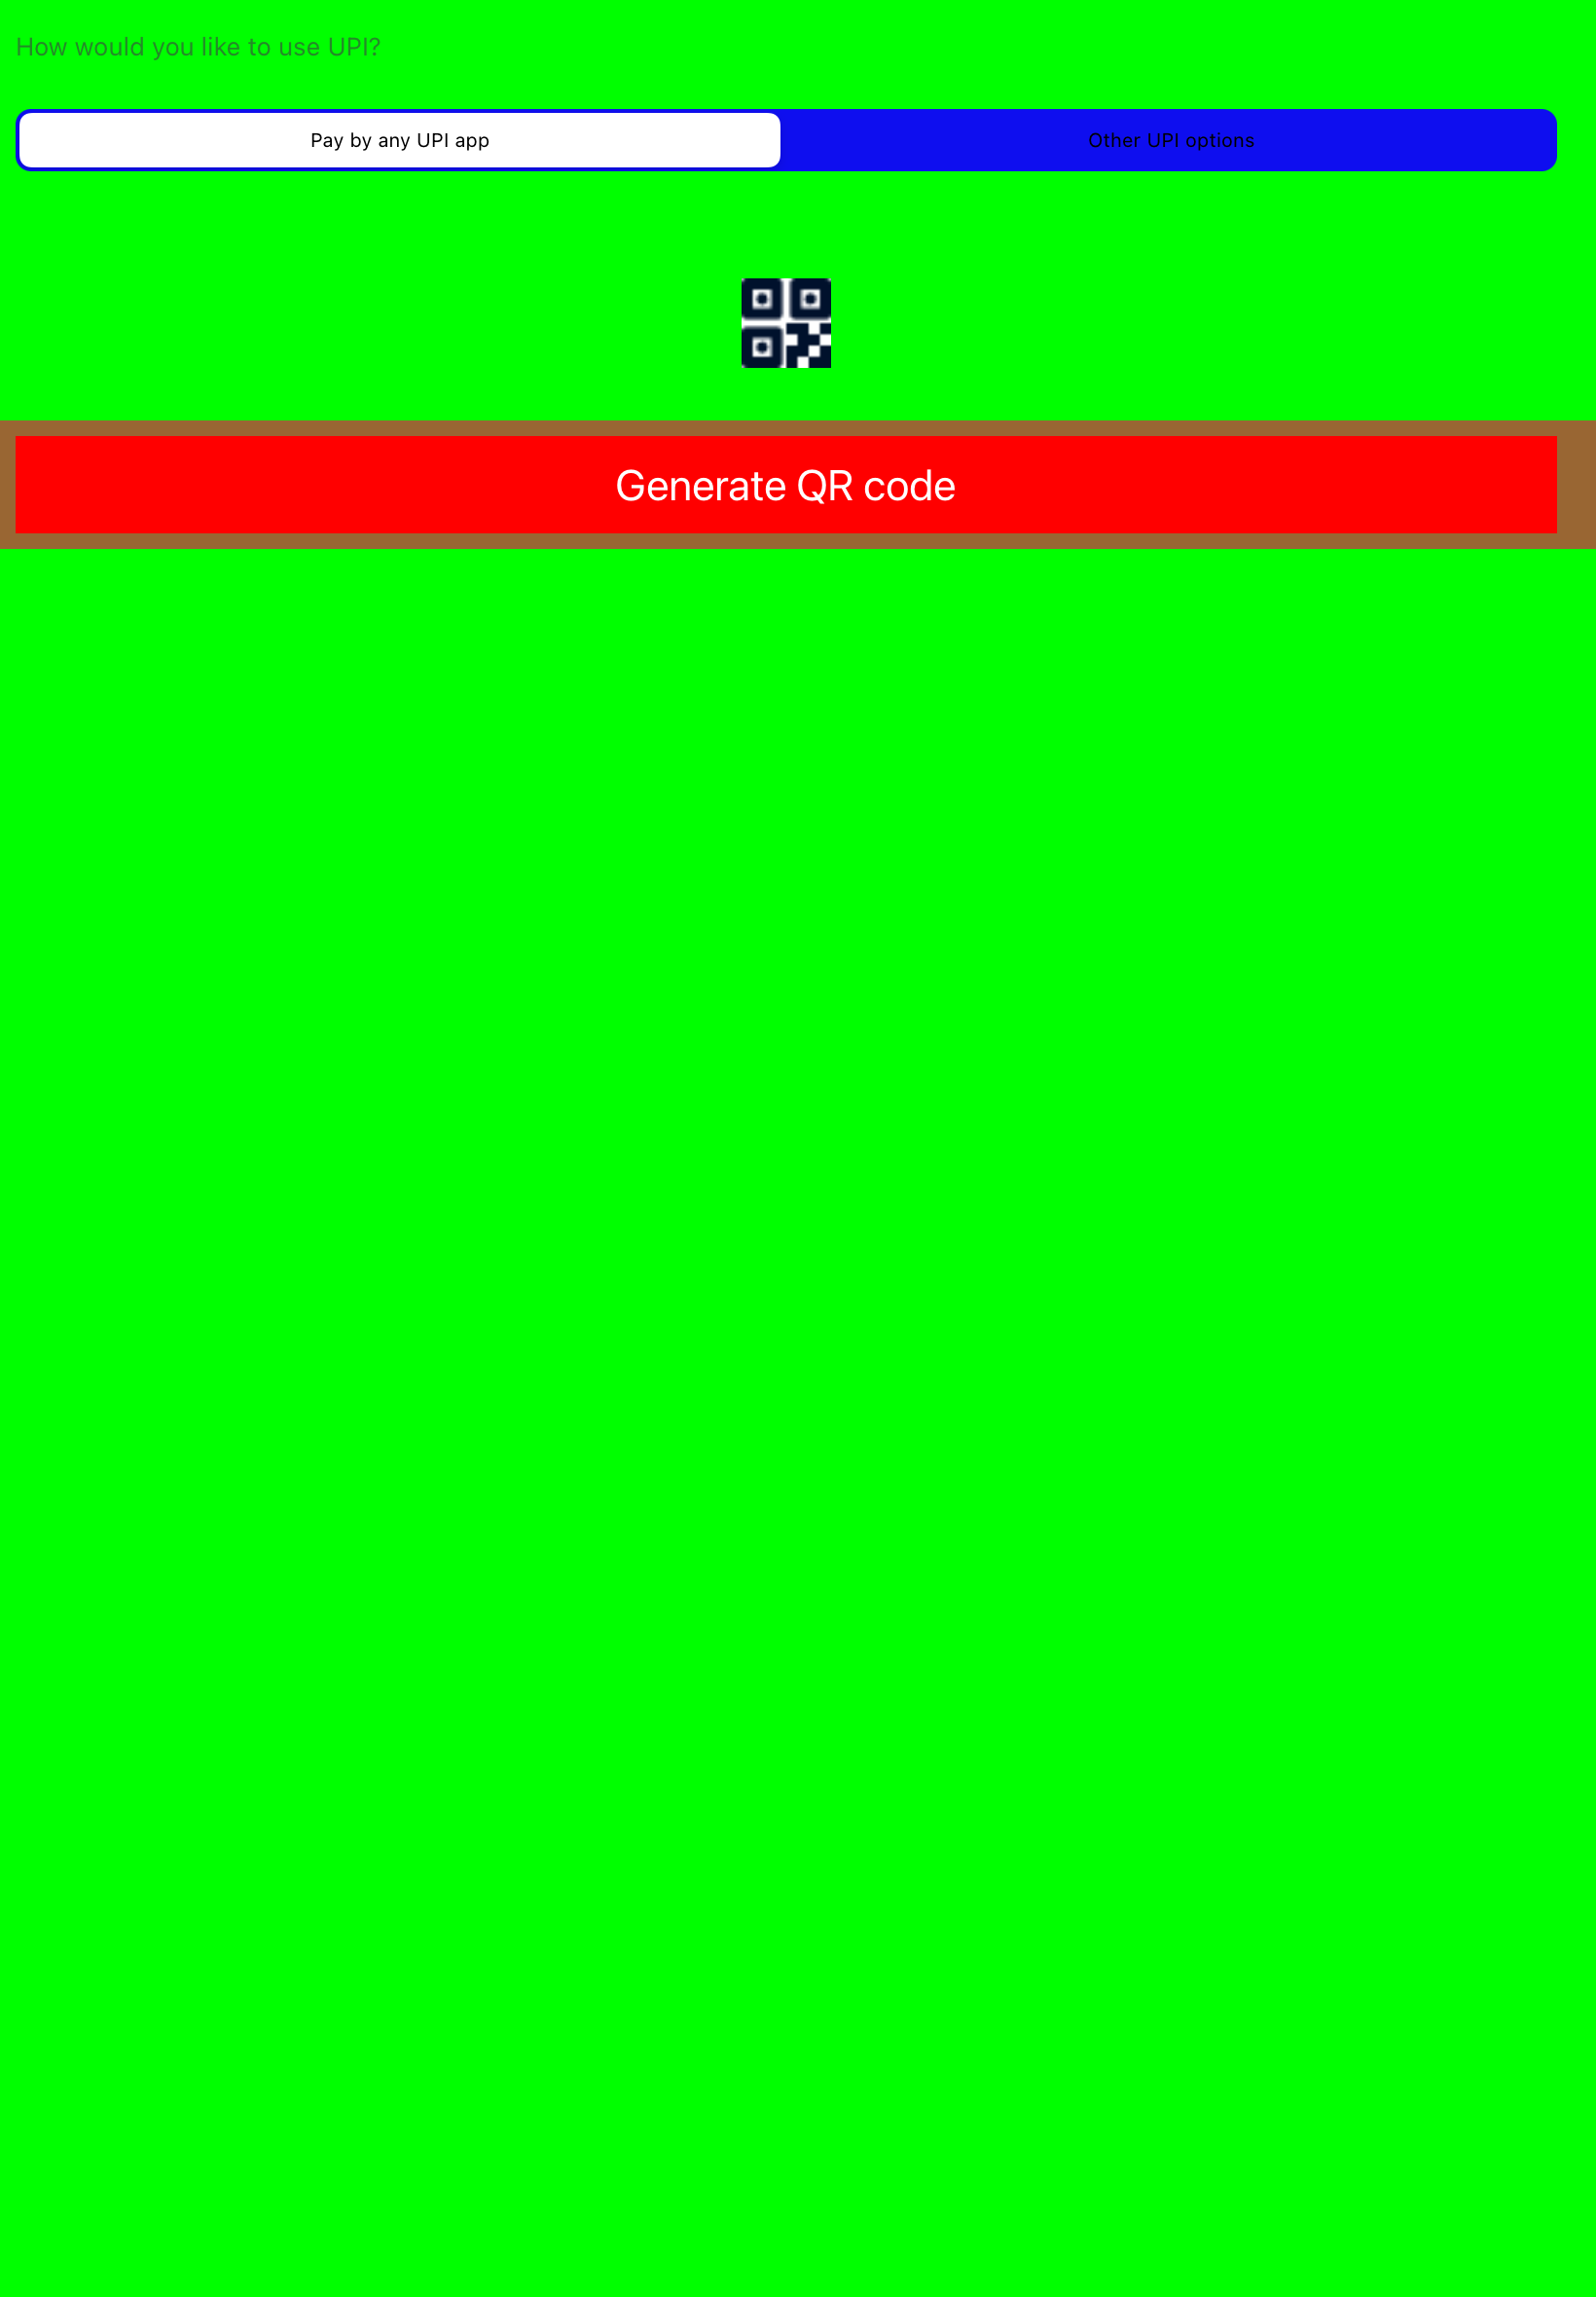 How would you like to use UPI?
Pay by any UPI app
Other UPI options
Generate QR code